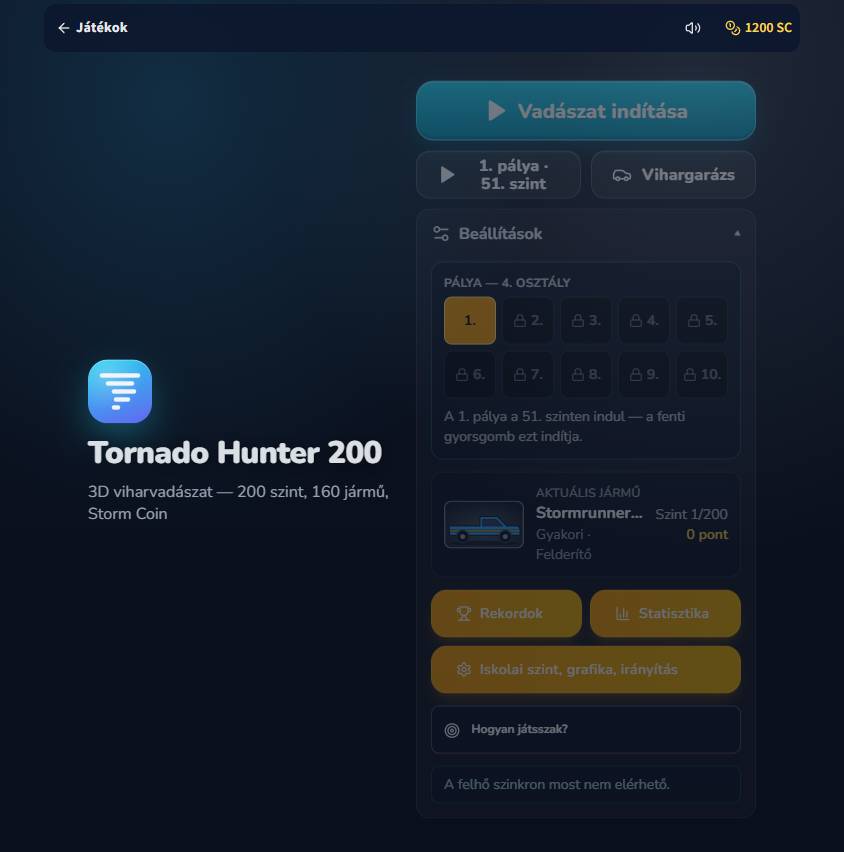 Játékok
1200 SC
Vadászat indítása
1. pálya ·
51. szint
Vihargarázs
Beállítások
PÁLYA — 4. OSZTÁLY
1.
2.
3.
4.
5.
6.
7.
8.
9.
10.
A 1. pálya a 51. szinten indul — a fenti
gyorsgomb ezt indítja.
AKTUÁLIS JÁRMŰ
Stormrunner...
Szint 1/200
Gyakori ·
Felderítő
0 pont
Rekordok
Statisztika
Iskolai szint, grafika, irányítás
Hogyan játsszak?
A felhő szinkron most nem elérhető.
Tornado Hunter 200
3D viharvadászat — 200 szint, 160 jármű,
Storm Coin